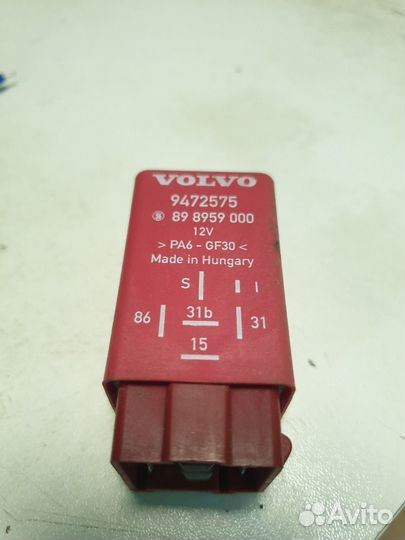 VOLVO
9472575
B 89 8959 000
12V
> PA6 - GF30 <
Made in Hungary
S I
86 31b 31
15
Avito